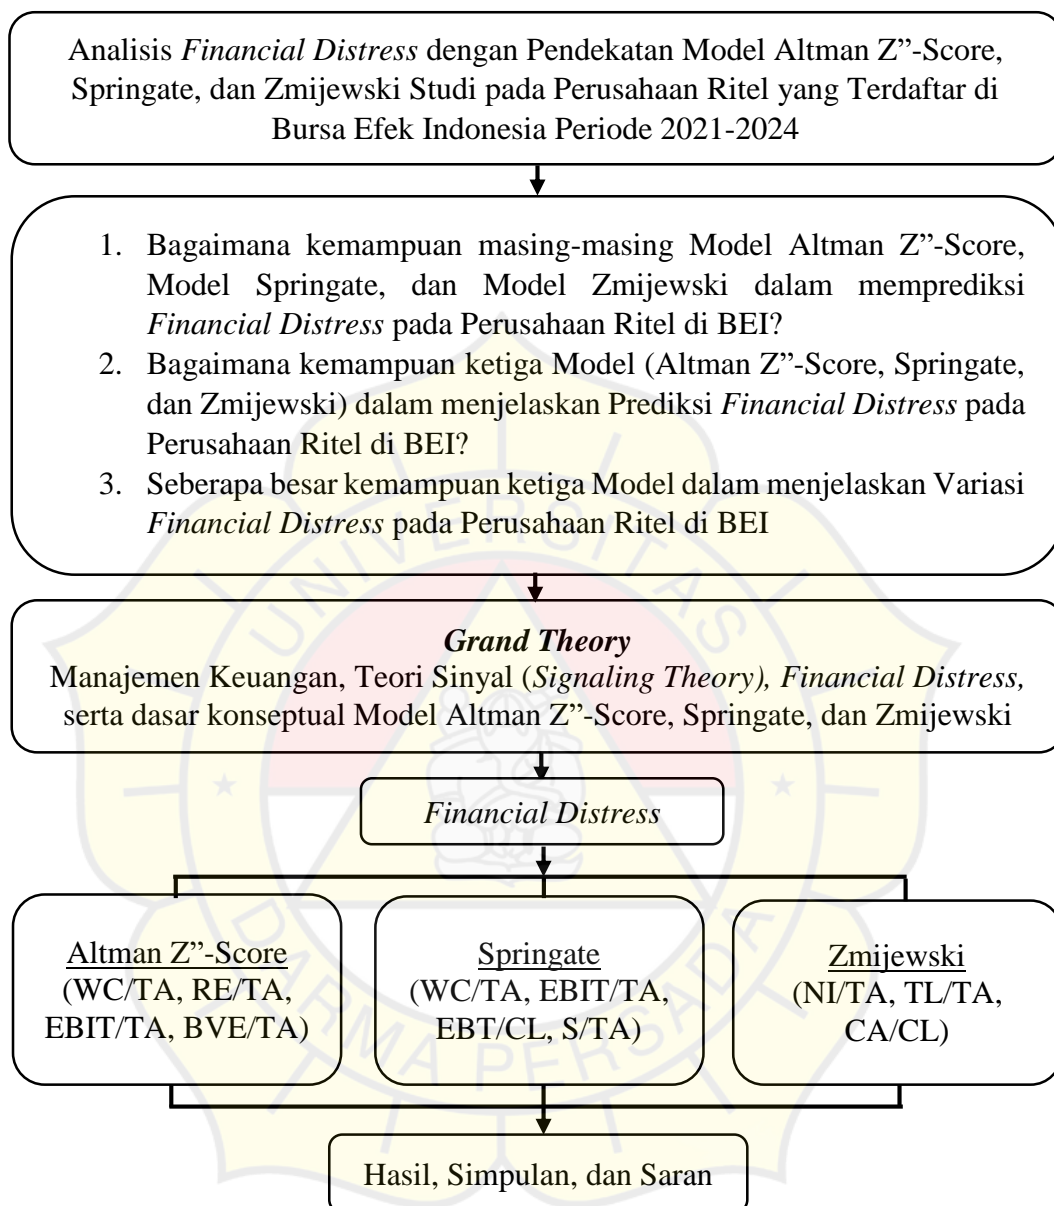 Analisis Financial Distress dengan Pendekatan Model Altman Z”-Score,
Springate, dan Zmijewski Studi pada Perusahaan Ritel yang Terdaftar di
Bursa Efek Indonesia Periode 2021-2024
1. Bagaimana kemampuan masing-masing Model Altman Z”-Score,
Model Springate, dan Model Zmijewski dalam memprediksi
Financial Distress pada Perusahaan Ritel di BEI?
2. Bagaimana kemampuan ketiga Model (Altman Z”-Score, Springate,
dan Zmijewski) dalam menjelaskan Prediksi Financial Distress pada
Perusahaan Ritel di BEI?
3. Seberapa besar kemampuan ketiga Model dalam menjelaskan Variasi
Financial Distress pada Perusahaan Ritel di BEI
Grand Theory
Manajemen Keuangan, Teori Sinyal (Signaling Theory), Financial Distress,
serta dasar konseptual Model Altman Z”-Score, Springate, dan Zmijewski
Financial Distress
Altman Z”-Score
(WC/TA, RE/TA,
EBIT/TA, BVE/TA)
Springate
(WC/TA, EBIT/TA,
EBT/CL, S/TA)
Zmijewski
(NI/TA, TL/TA,
CA/CL)
Hasil, Simpulan, dan Saran
UNIVERSITAS
DARMA PERSADA